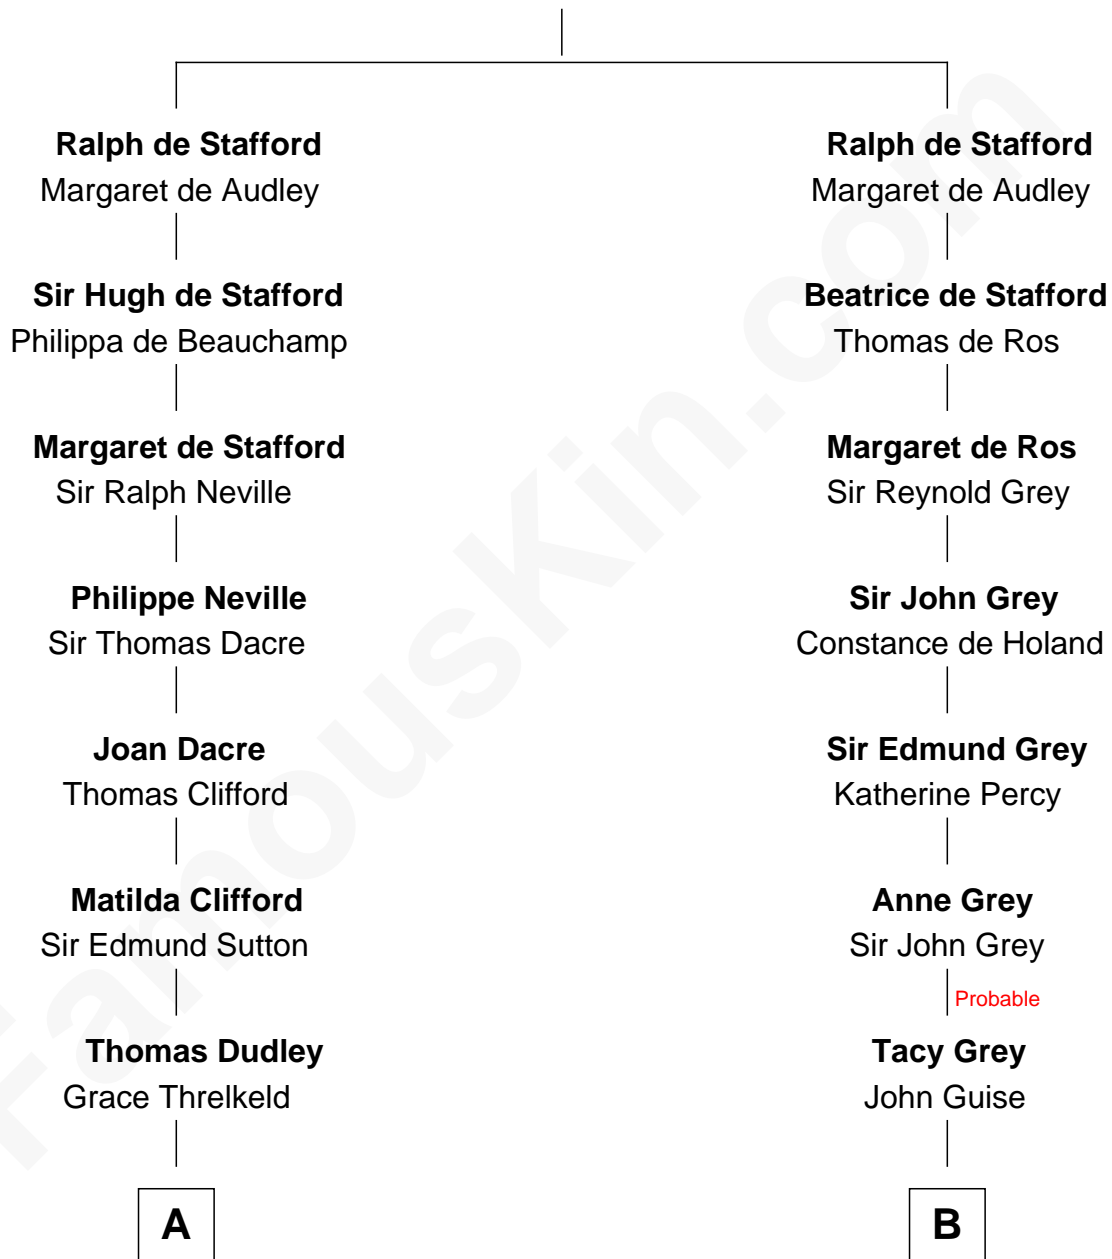 Ralph de Stafford
Margaret de Audley
Sir Hugh de Stafford
Philippa de Beauchamp
Margaret de Stafford
Sir Ralph Neville
Philippe Neville
Sir Thomas Dacre
Joan Dacre
Thomas Clifford
Matilda Clifford
Sir Edmund Sutton
Thomas Dudley
Grace Threlkeld
A
Ralph de Stafford
Margaret de Audley
Beatrice de Stafford
Thomas de Ros
Margaret de Ros
Sir Reynold Grey
Sir John Grey
Constance de Holand
Sir Edmund Grey
Katherine Percy
Anne Grey
Sir John Grey
Probable
Tacy Grey
John Guise
B
FamousKin.com